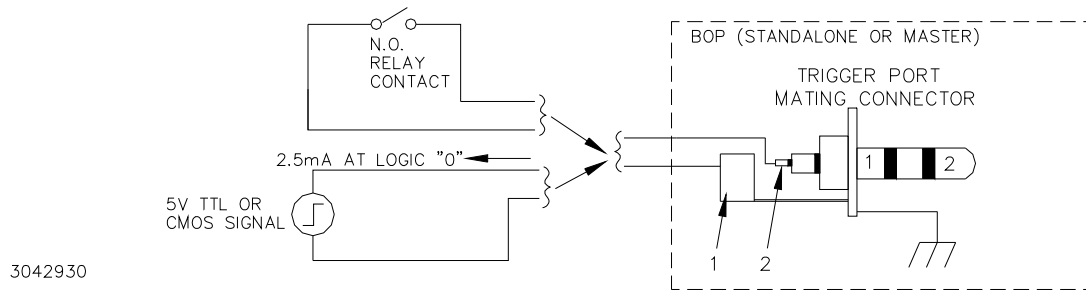 N.O.
RELAY
CONTACT
2.5mA AT LOGIC "0"
5V TTL OR
CMOS SIGNAL
BOP (STANDALONE OR MASTER)
TRIGGER PORT
MATING CONNECTOR
1 2
1 2
3042930